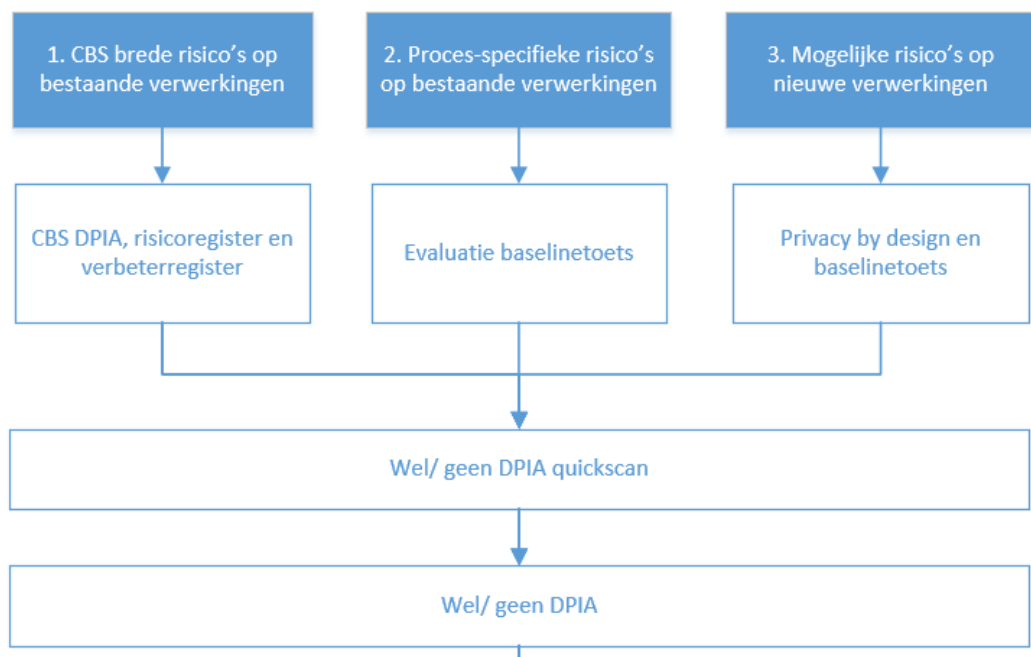 1. CBS brede risico's op
bestaande verwerkingen
2. Proces-specifieke risico's
op bestaande verwerkingen
3. Mogelijke risico's op
nieuwe verwerkingen
CBS DPIA, risicoregister en
verbeterregister
Evaluatie baselinetoets
Privacy by design en
baselinetoets
Wel/ geen DPIA quickscan
Wel/ geen DPIA